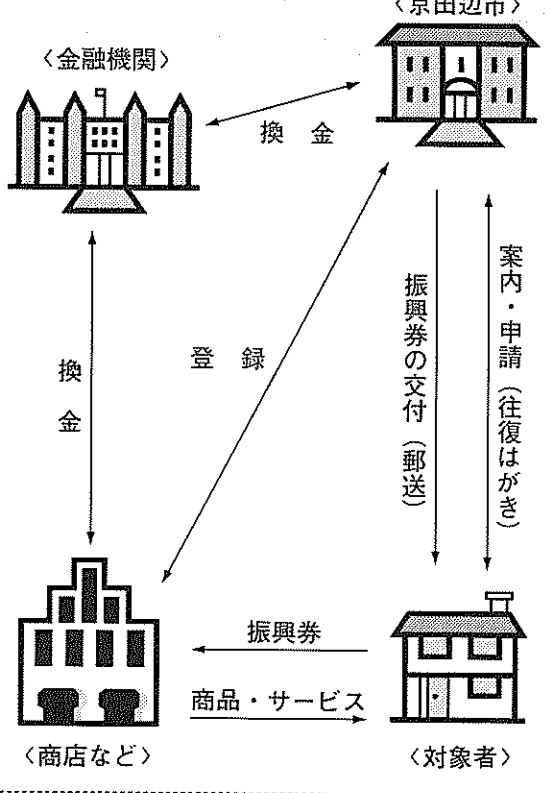 〈京田辺市〉
〈金融機関〉
換 金
案内・申請（往復はがき）
振興券の交付（郵送）
登 録
換 金
振興券
商品・サービス
〈商店など〉
〈対象者〉